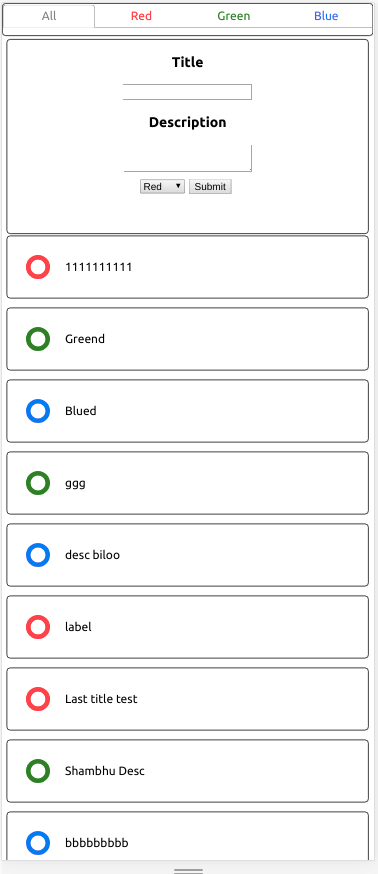 All Red Green Blue
Title
Description
Red Submit
1111111111
Greend
Blued
ggg
desc biloo
label
Last title test
Shambhu Desc
bbbbbbbbb